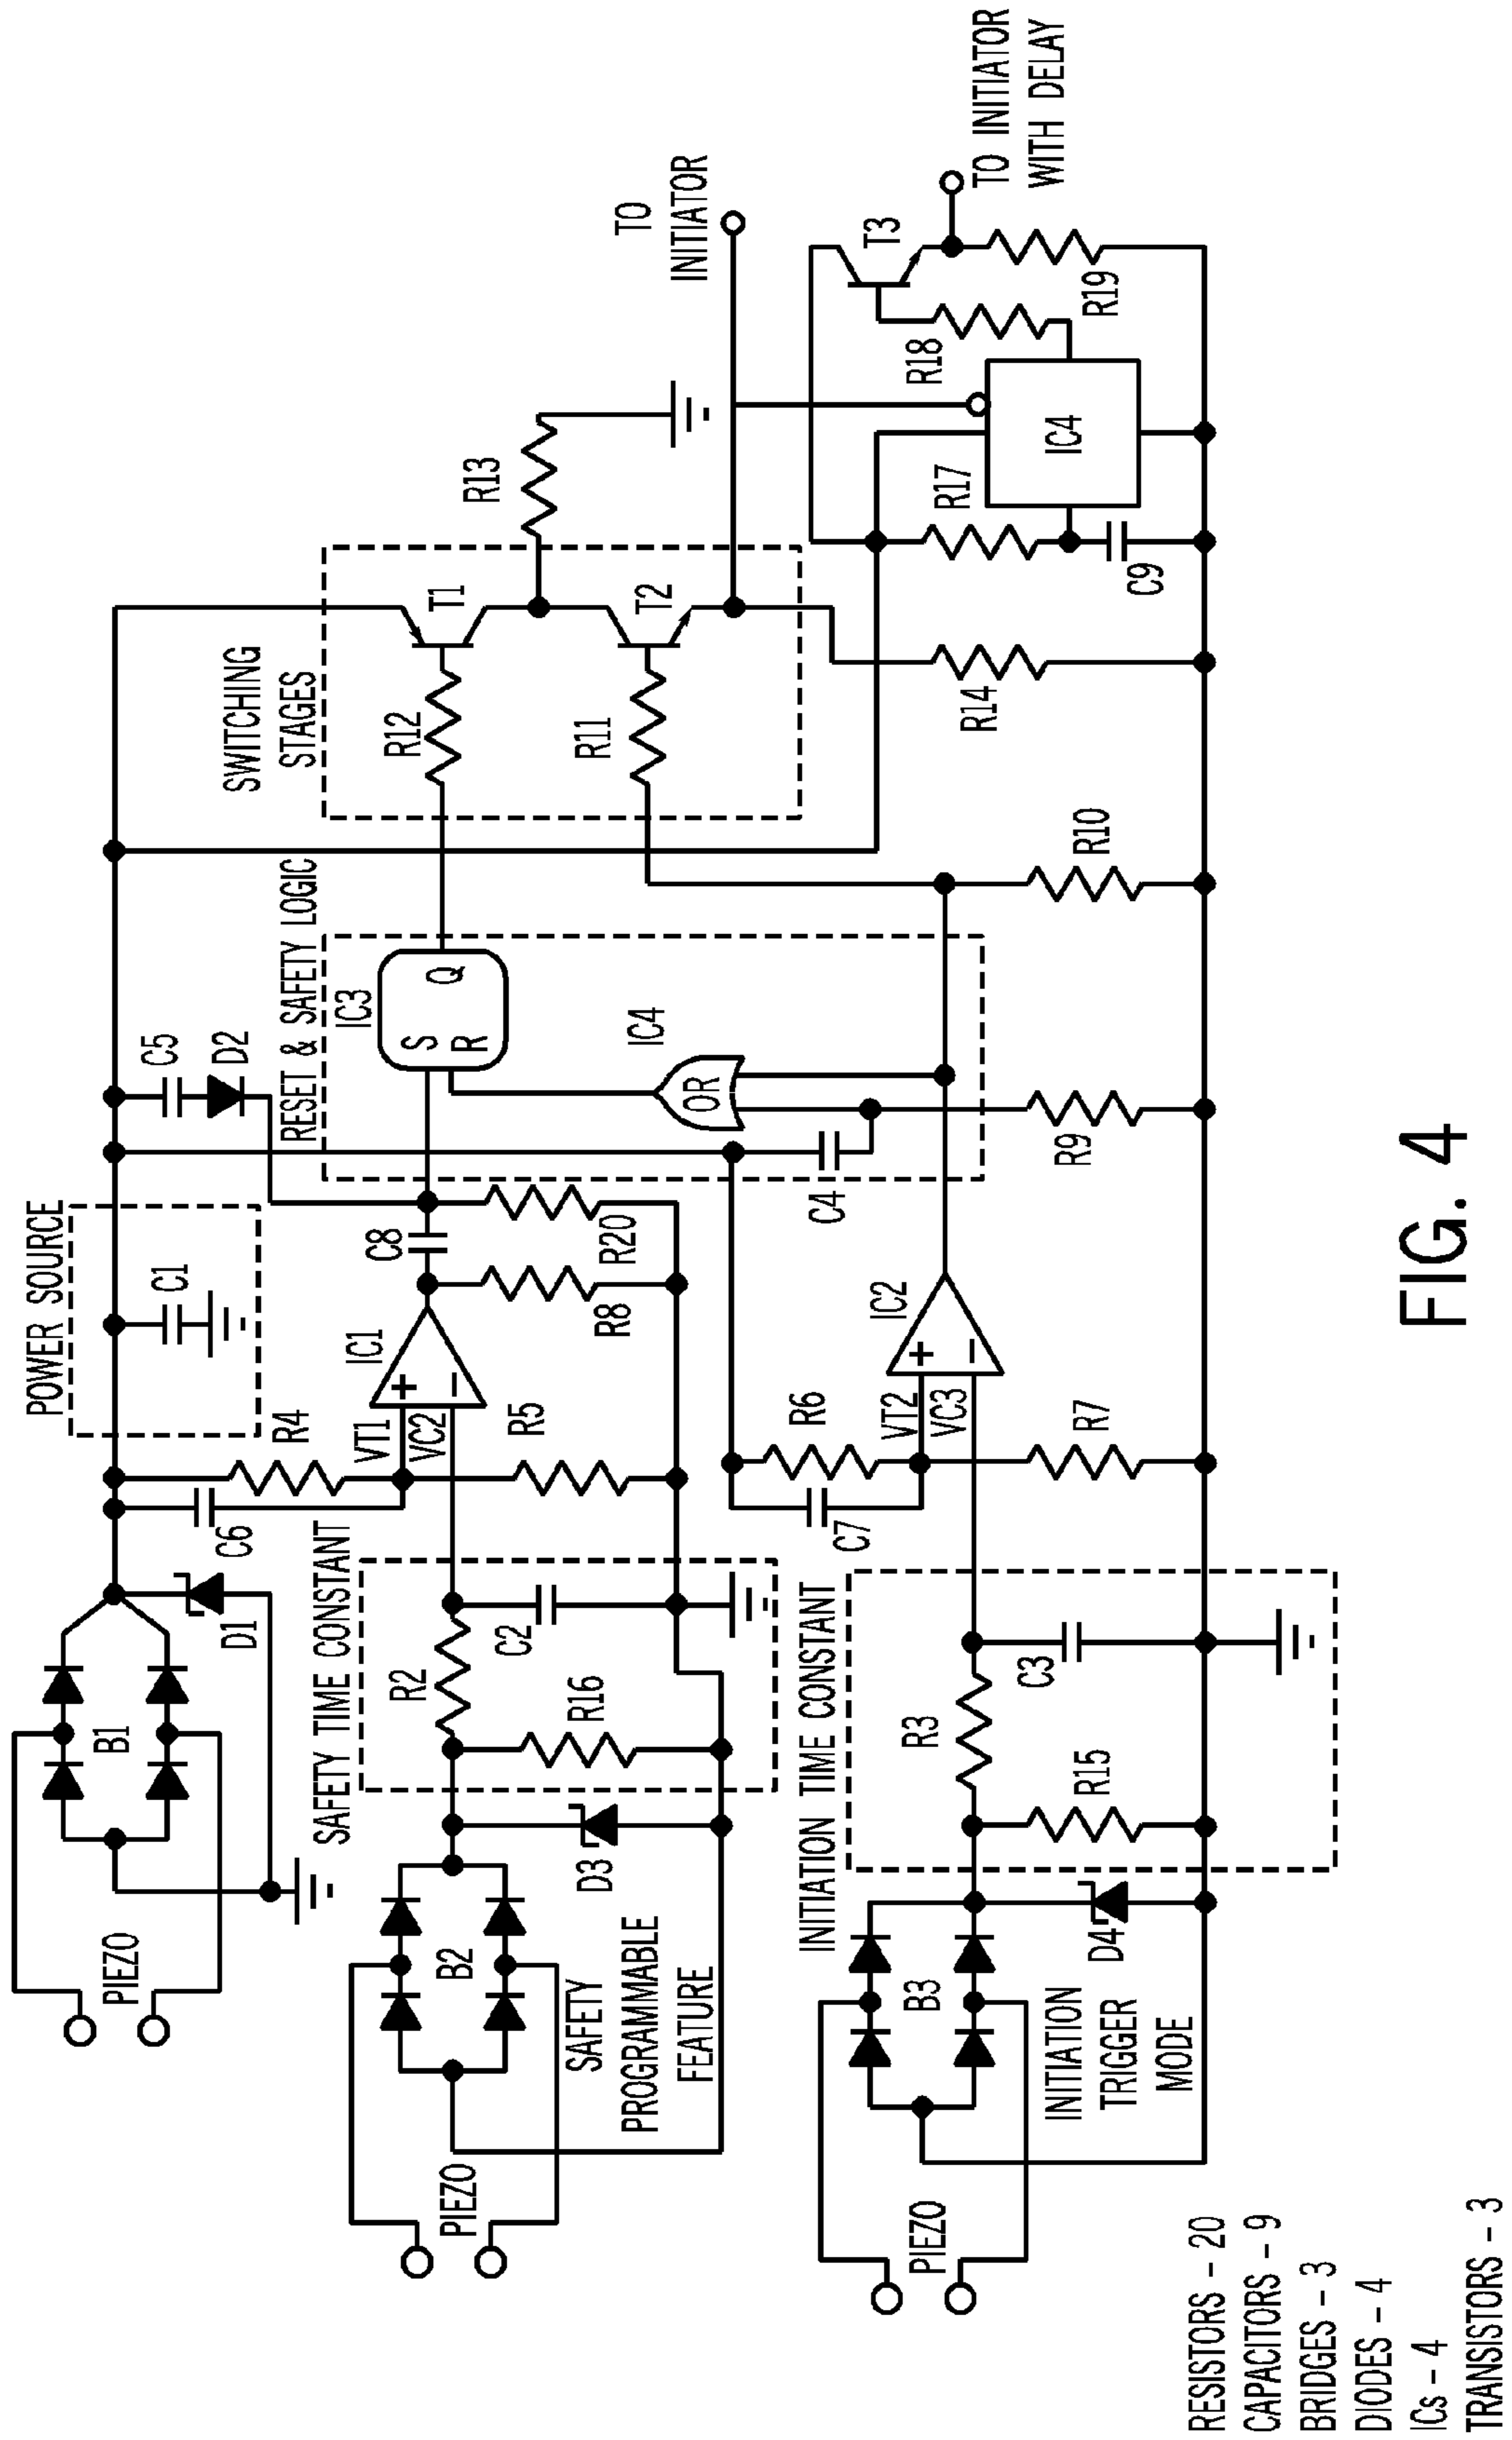 POWER SOURCE
C1
C5
D2
PIEZO
B1
D1
C6
R4
R5
IC1
+
–
VT1
VC2
C8
R8
R20
SAFETY TIME CONSTANT
R2
C2
R16
D3
PIEZO
B2
SAFETY
PROGRAMMABLE
FEATURE
RESET & SAFETY LOGIC
IC3
S
R
Q
IC4
OR
C4
R9
R10
SWITCHING
STAGES
R12
T1
R11
T2
R13
TO
INITIATOR
R14
R17
C9
IC4
R18
T3
R19
TO INITIATOR
WITH DELAY
INITIATION TIME CONSTANT
R3
C3
R15
D4
PIEZO
B3
INITIATION
TRIGGER
MODE
C7
R6
R7
IC2
+
–
VT2
VC3
RESISTORS – 20
CAPACITORS – 9
BRIDGES – 3
DIODES – 4
ICs – 4
TRANSISTORS – 3
FIG. 4